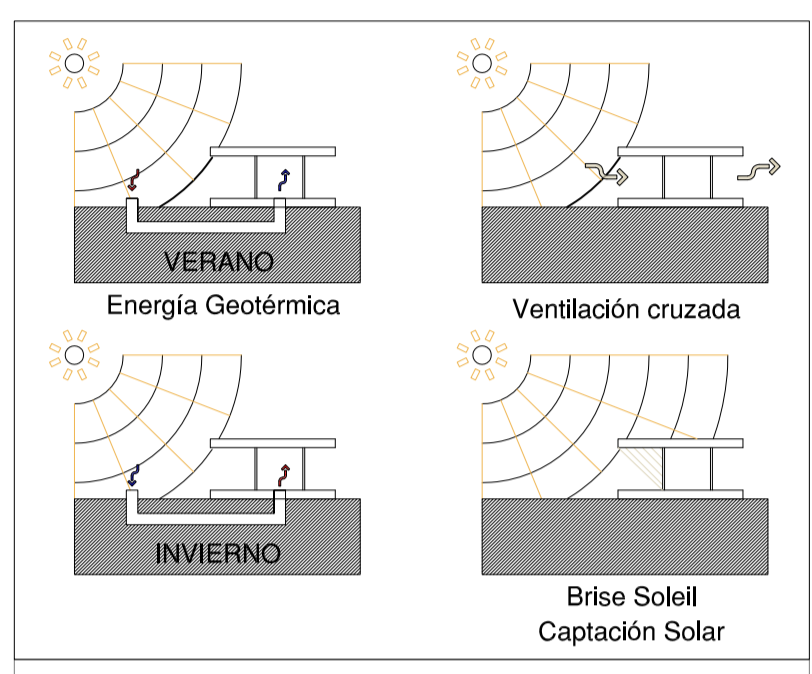 VERANO
Energía Geotérmica
Ventilación cruzada
INVIERNO
Brise Soleil
Captación Solar